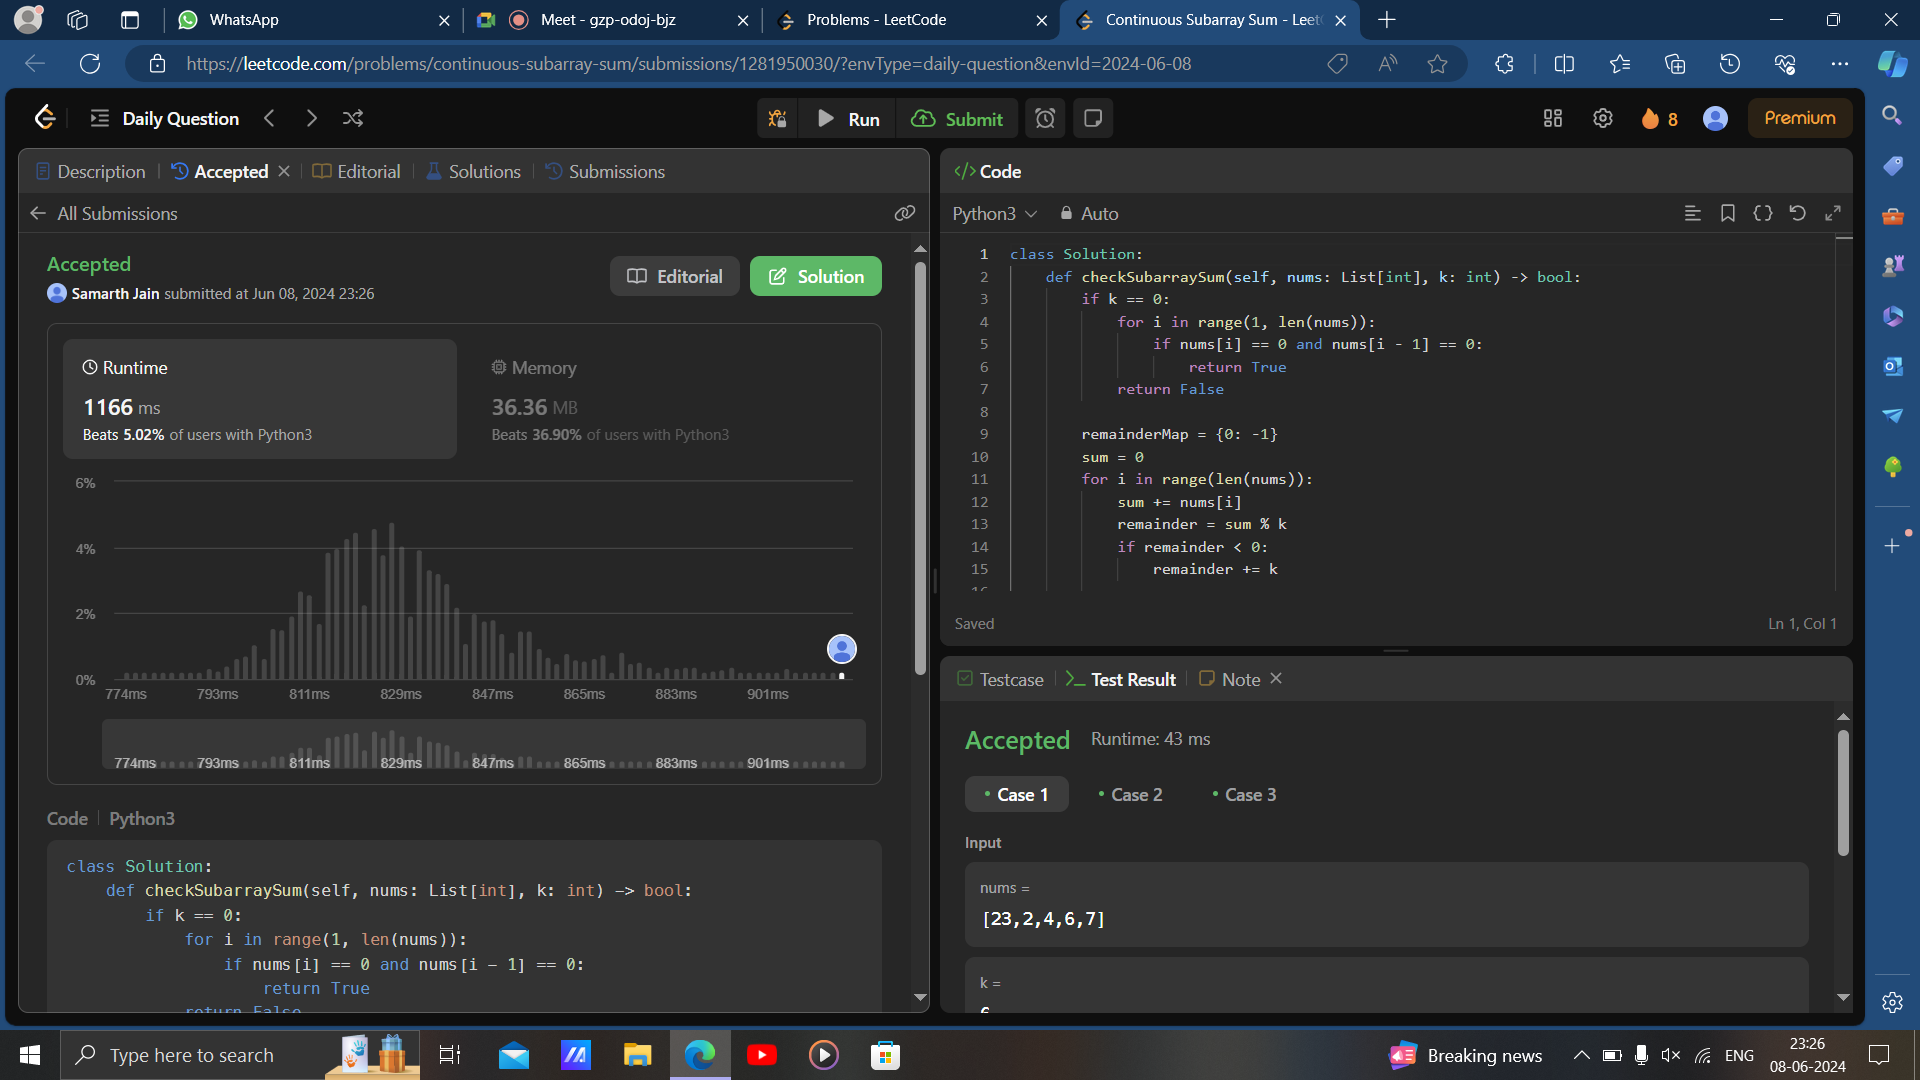 WhatsApp
Meet - gzp-odoj-bjz
Problems - LeetCode
Continuous Subarray Sum - Leet
https://leetcode.com/problems/continuous-subarray-sum/submissions/1281950030/?envType=daily-question&envId=2024-06-08
Daily Question
Run
Submit
8
Premium
Description
Accepted
Editorial
Solutions
Submissions
All Submissions
Accepted
Samarth Jain submitted at Jun 08, 2024 23:26
Editorial
Solution
Runtime
1166 ms
Beats 5.02% of users with Python3
Memory
36.36 MB
Beats 36.90% of users with Python3
6%
4%
2%
0%
774ms 793ms 811ms 829ms 847ms 865ms 883ms 901ms
774ms 793ms 811ms 829ms 847ms 865ms 883ms 901ms
Code | Python3
class Solution:
def checkSubarraySum(self, nums: List[int], k: int) -> bool:
if k == 0:
for i in range(1, len(nums)):
if nums[i] == 0 and nums[i - 1] == 0:
return True
return False
</> Code
Python3
Auto
1 class Solution:
2 def checkSubarraySum(self, nums: List[int], k: int) -> bool:
3 if k == 0:
4 for i in range(1, len(nums)):
5 if nums[i] == 0 and nums[i - 1] == 0:
6 return True
7 return False
8
9 remainderMap = {0: -1}
10 sum = 0
11 for i in range(len(nums)):
12 sum += nums[i]
13 remainder = sum % k
14 if remainder < 0:
15 remainder += k
16
Saved
Ln 1, Col 1
Testcase
Test Result
Note
Accepted
Runtime: 43 ms
Case 1
Case 2
Case 3
Input
nums =
[23,2,4,6,7]
k =
6
Type here to search
Breaking news
ENG
23:26
08-06-2024